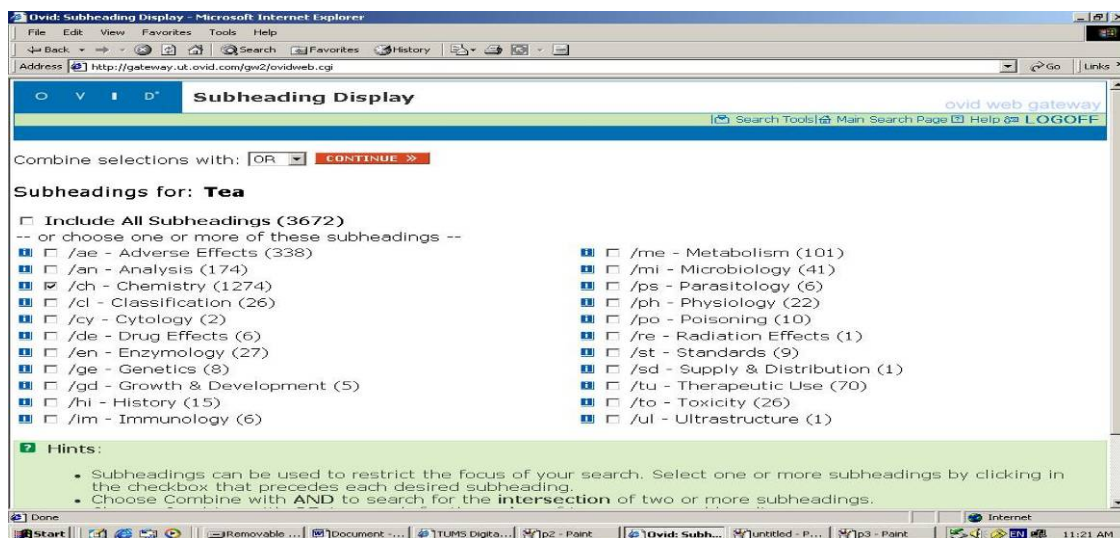 Ovid: Subheading Display - Microsoft Internet Explorer
File Edit View Favorites Tools Help
Back Search Favorites History
Address http://gateway.ut.ovid.com/gw2/ovidweb.cgi Go Links
O V I D Subheading Display
ovid web gateway
Search Tools Main Search Page Help LOGOFF
Combine selections with: OR CONTINUE »
Subheadings for: Tea
Include All Subheadings (3672)
-- or choose one or more of these subheadings --
/ae - Adverse Effects (338)
/an - Analysis (174)
/ch - Chemistry (1274)
/cl - Classification (26)
/cy - Cytology (2)
/de - Drug Effects (6)
/en - Enzymology (27)
/ge - Genetics (8)
/gd - Growth & Development (5)
/hi - History (15)
/im - Immunology (6)
/me - Metabolism (101)
/mi - Microbiology (41)
/ps - Parasitology (6)
/ph - Physiology (22)
/po - Poisoning (10)
/re - Radiation Effects (1)
/st - Standards (9)
/sd - Supply & Distribution (1)
/tu - Therapeutic Use (70)
/to - Toxicity (26)
/ul - Ultrastructure (1)
Hints:
• Subheadings can be used to restrict the focus of your search. Select one or more subheadings by clicking in
the checkbox that precedes each desired subheading.
• Choose Combine with AND to search for the intersection of two or more subheadings.
Done Internet
Start Removable ... Document -... TUMS Digita... p2 - Paint Ovid: Subh... untitled - P... p3 - Paint EN 11:21 AM